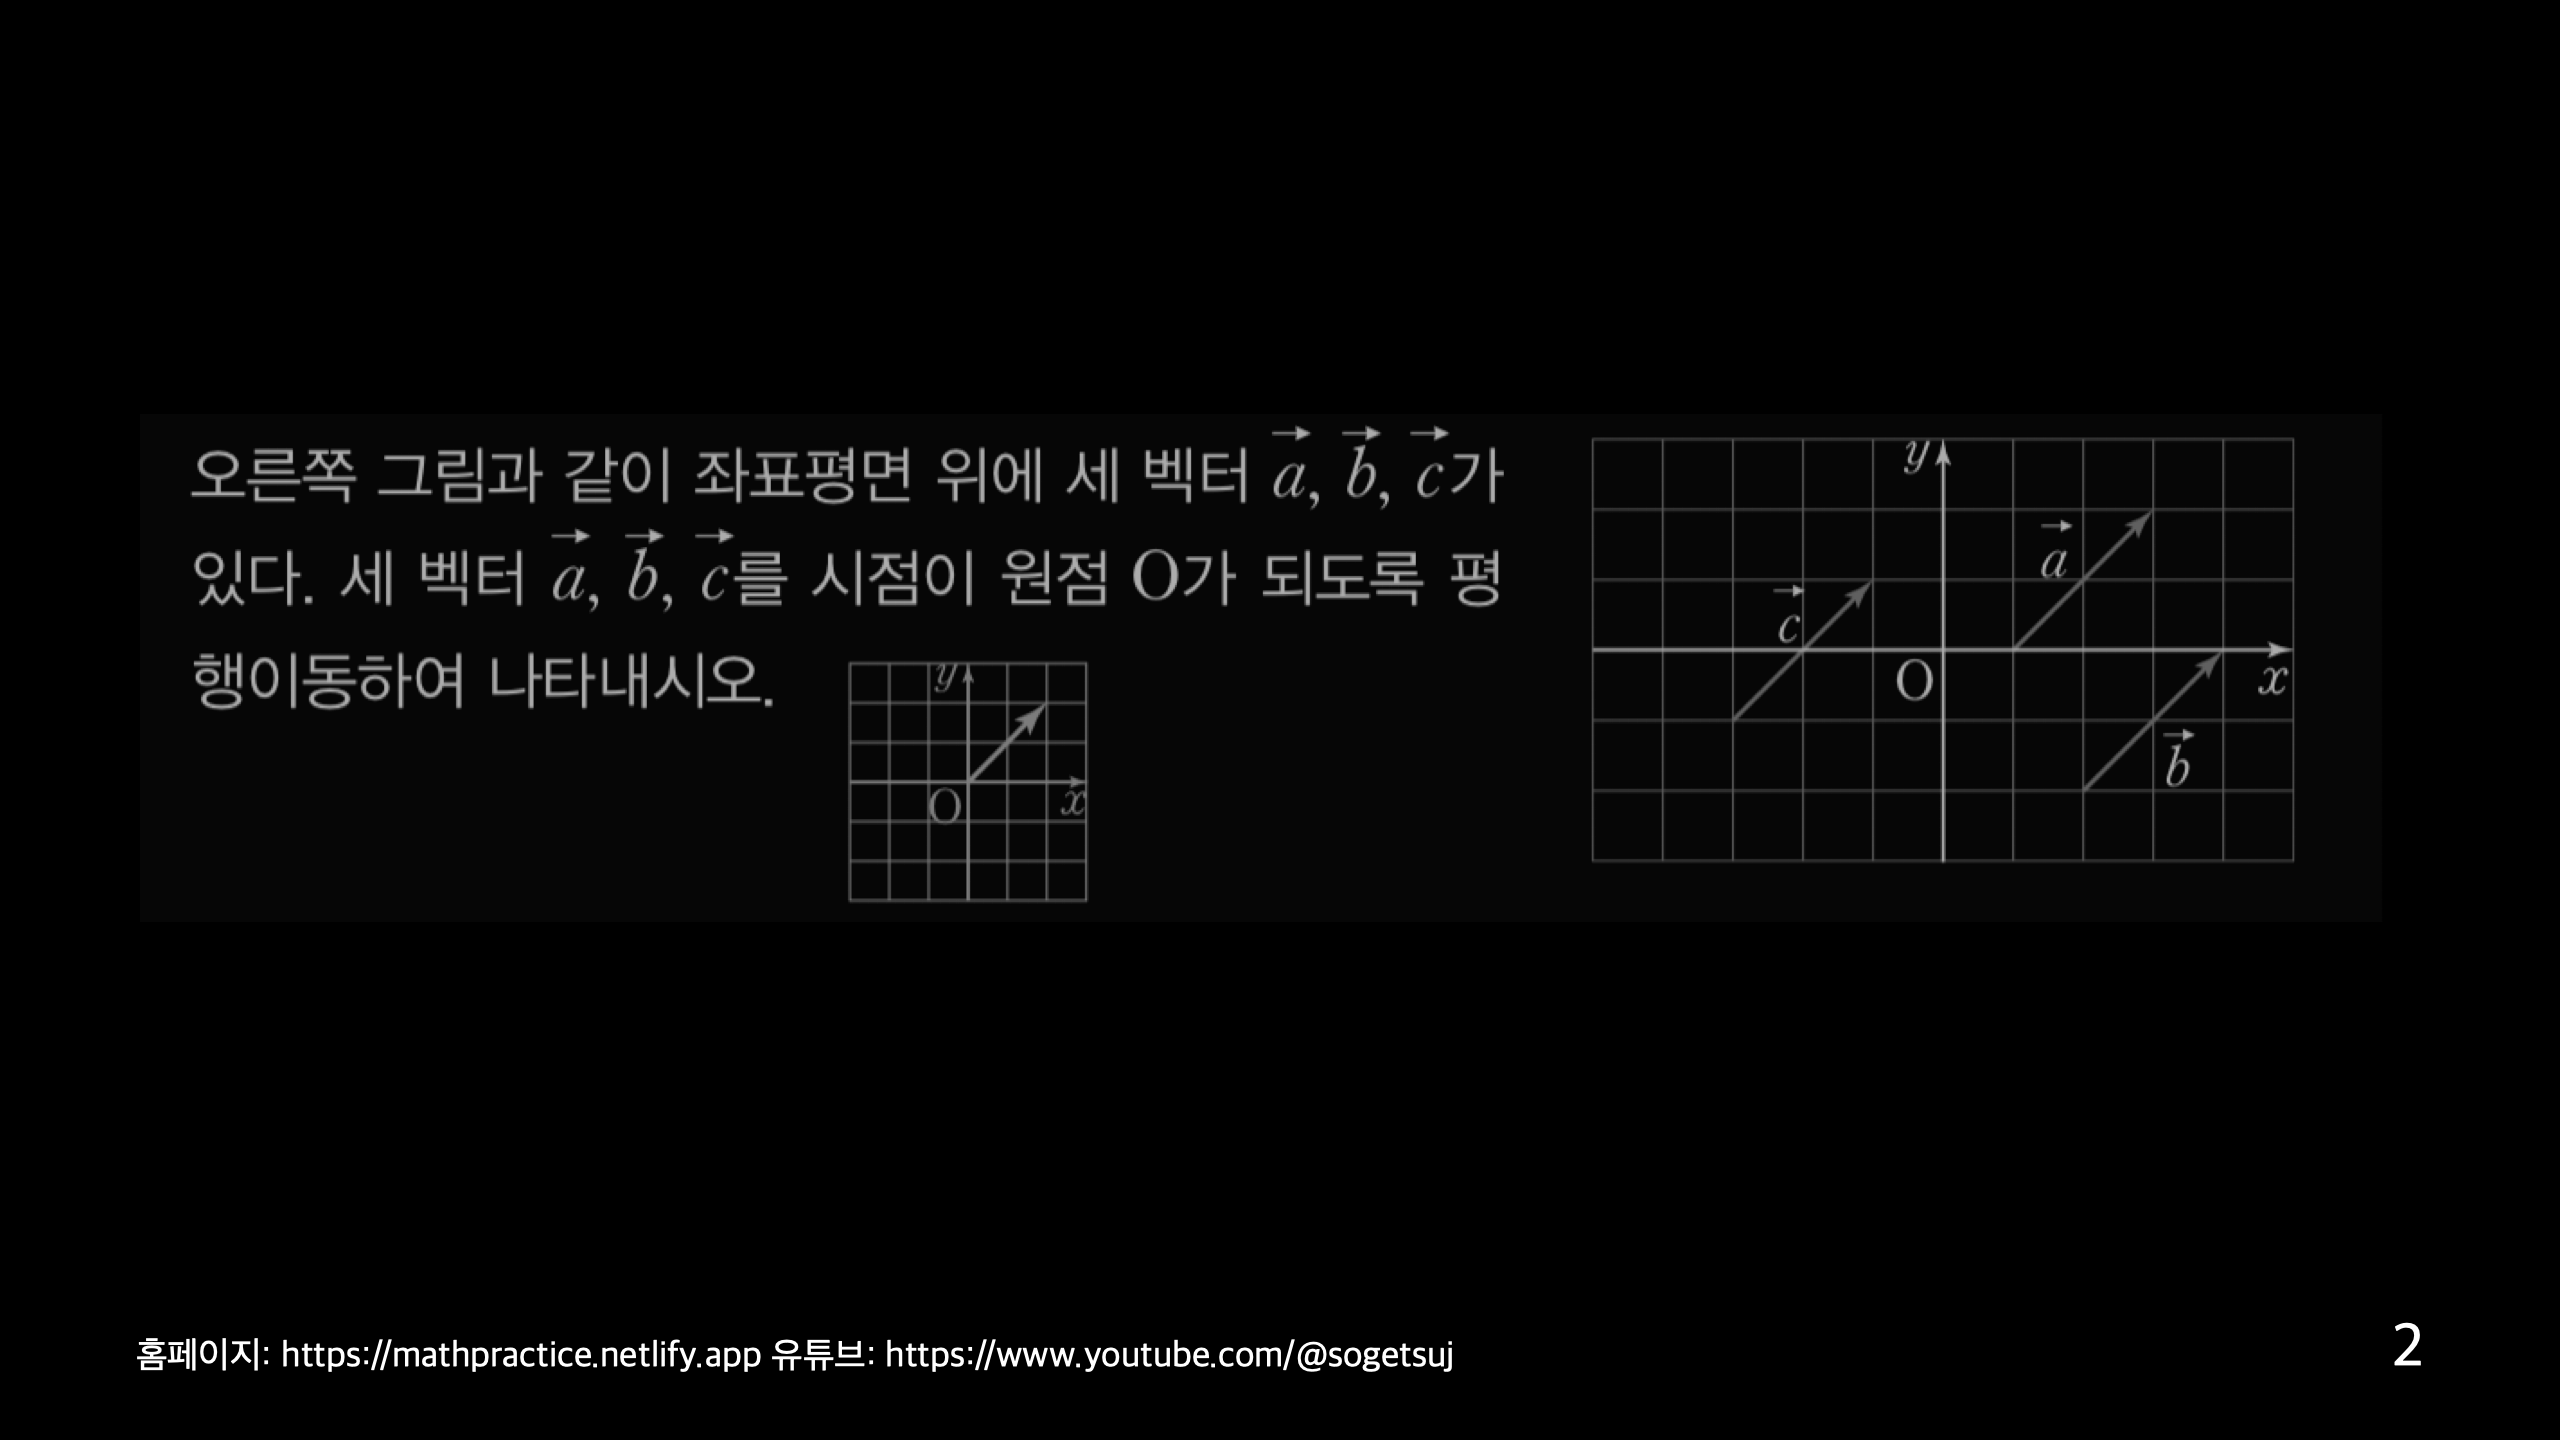 오른쪽 그림과 같이 좌표평면 위에 세 벡터 $\vec{a}$, $\vec{b}$, $\vec{c}$가
있다. 세 벡터 $\vec{a}$, $\vec{b}$, $\vec{c}$를 시점이 원점 O가 되도록 평
행이동하여 나타내시오.
y
O
x
y
$\vec{a}$
$\vec{c}$
O
x
$\vec{b}$
홈페이지: https://mathpractice.netlify.app 유튜브: https://www.youtube.com/@sogetsuj
2